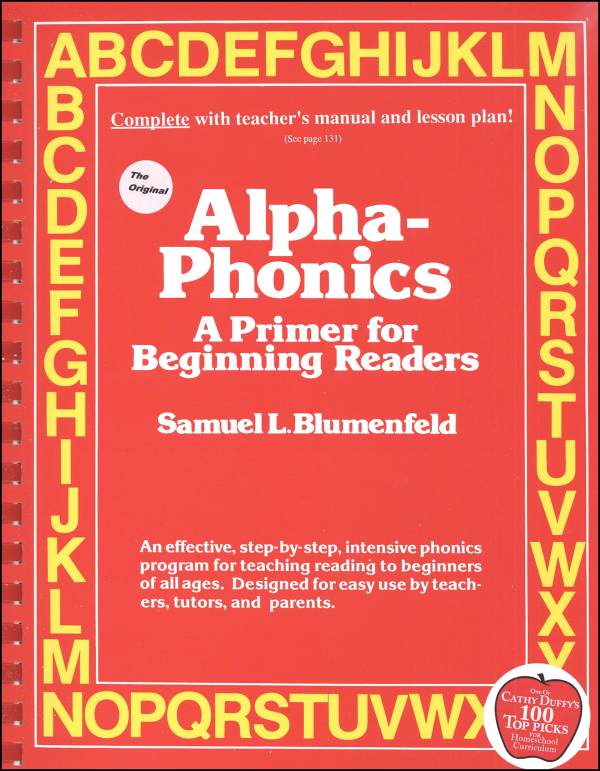 ABCDEFGHIJKLM
B
C
D
E
F
G
H
I
J
K
L
M
NOPQRSTUVWX
N
O
P
Q
R
S
T
U
V
W
X
Y
Complete with teacher's manual and lesson plan!
(See page 131)
The
Original
Alpha-
Phonics
A Primer for
Beginning Readers
Samuel L. Blumenfeld
An effective, step-by-step, intensive phonics
program for teaching reading to beginners
of all ages. Designed for easy use by teach-
ers, tutors, and parents.
One Of
Cathy Duffy's
100
Top Picks
for
Homeschool
Curriculum